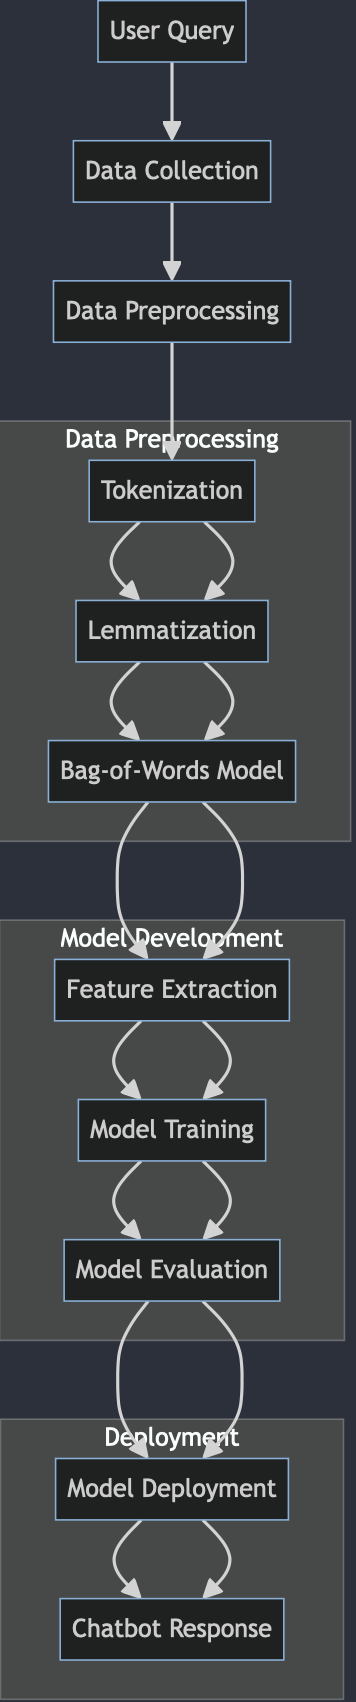 User Query
Data Collection
Data Preprocessing
Data Preprocessing
Tokenization
Lemmatization
Bag-of-Words Model
Model Development
Feature Extraction
Model Training
Model Evaluation
Deployment
Model Deployment
Chatbot Response